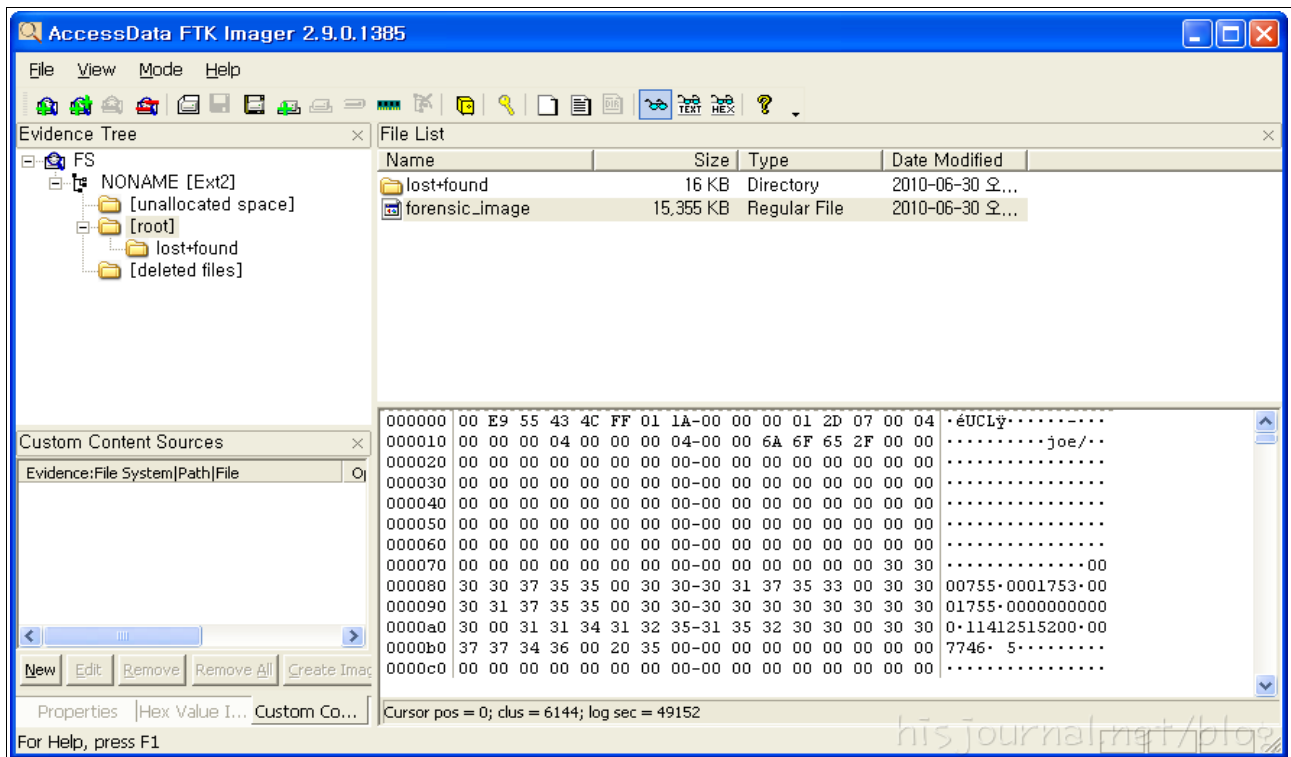 AccessData FTK Imager 2.9.0.1385
File View Mode Help
TEXT HEX
Evidence Tree
FS
NONAME [Ext2]
[unallocated space]
[root]
lost+found
[deleted files]
File List
Name Size Type Date Modified
lost+found 16 KB Directory 2010-06-30 오...
forensic_image 15,355 KB Regular File 2010-06-30 오...
Custom Content Sources
Evidence:File System|Path|File
New Edit Remove Remove All Create Imag
Properties Hex Value I... Custom Co...
000000 00 E9 55 43 4C FF 01 1A-00 00 00 01 2D 07 00 04 ·éUCLÿ······-···
000010 00 00 00 04 00 00 00 04-00 00 6A 6F 65 2F 00 00 ··········joe/··
000020 00 00 00 00 00 00 00 00-00 00 00 00 00 00 00 00 ················
000030 00 00 00 00 00 00 00 00-00 00 00 00 00 00 00 00 ················
000040 00 00 00 00 00 00 00 00-00 00 00 00 00 00 00 00 ················
000050 00 00 00 00 00 00 00 00-00 00 00 00 00 00 00 00 ················
000060 00 00 00 00 00 00 00 00-00 00 00 00 00 00 00 00 ················
000070 00 00 00 00 00 00 00 00-00 00 00 00 00 00 30 30 ··············00
000080 30 30 37 35 35 00 30 30-30 31 37 35 33 00 30 30 00755·0001753·00
000090 30 31 37 35 35 00 30 30-30 30 30 30 30 30 30 30 01755·0000000000
0000a0 30 00 31 31 34 31 32 35-31 35 32 30 30 00 30 30 0·11412515200·00
0000b0 37 37 34 36 00 20 35 00-00 00 00 00 00 00 00 00 7746· 5·········
0000c0 00 00 00 00 00 00 00 00-00 00 00 00 00 00 00 00 ················
Cursor pos = 0; clus = 6144; log sec = 49152
For Help, press F1
hisjournal.net/blog